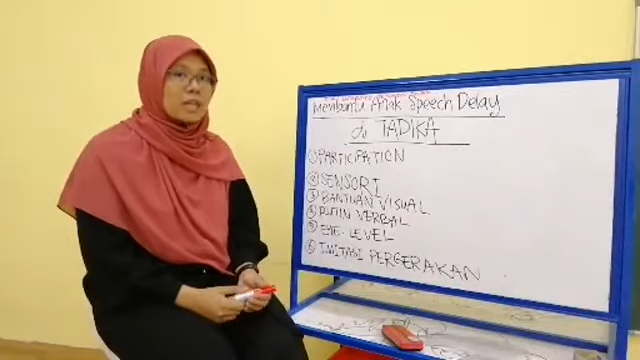 Membantu Anak Speech Delay
di TADIKA
① PARTICIPATION
② SENSORI
③ BANTUAN VISUAL
④ RUTIN VERBAL
⑤ EYE LEVEL
⑥ IMITASI PERGERAKAN